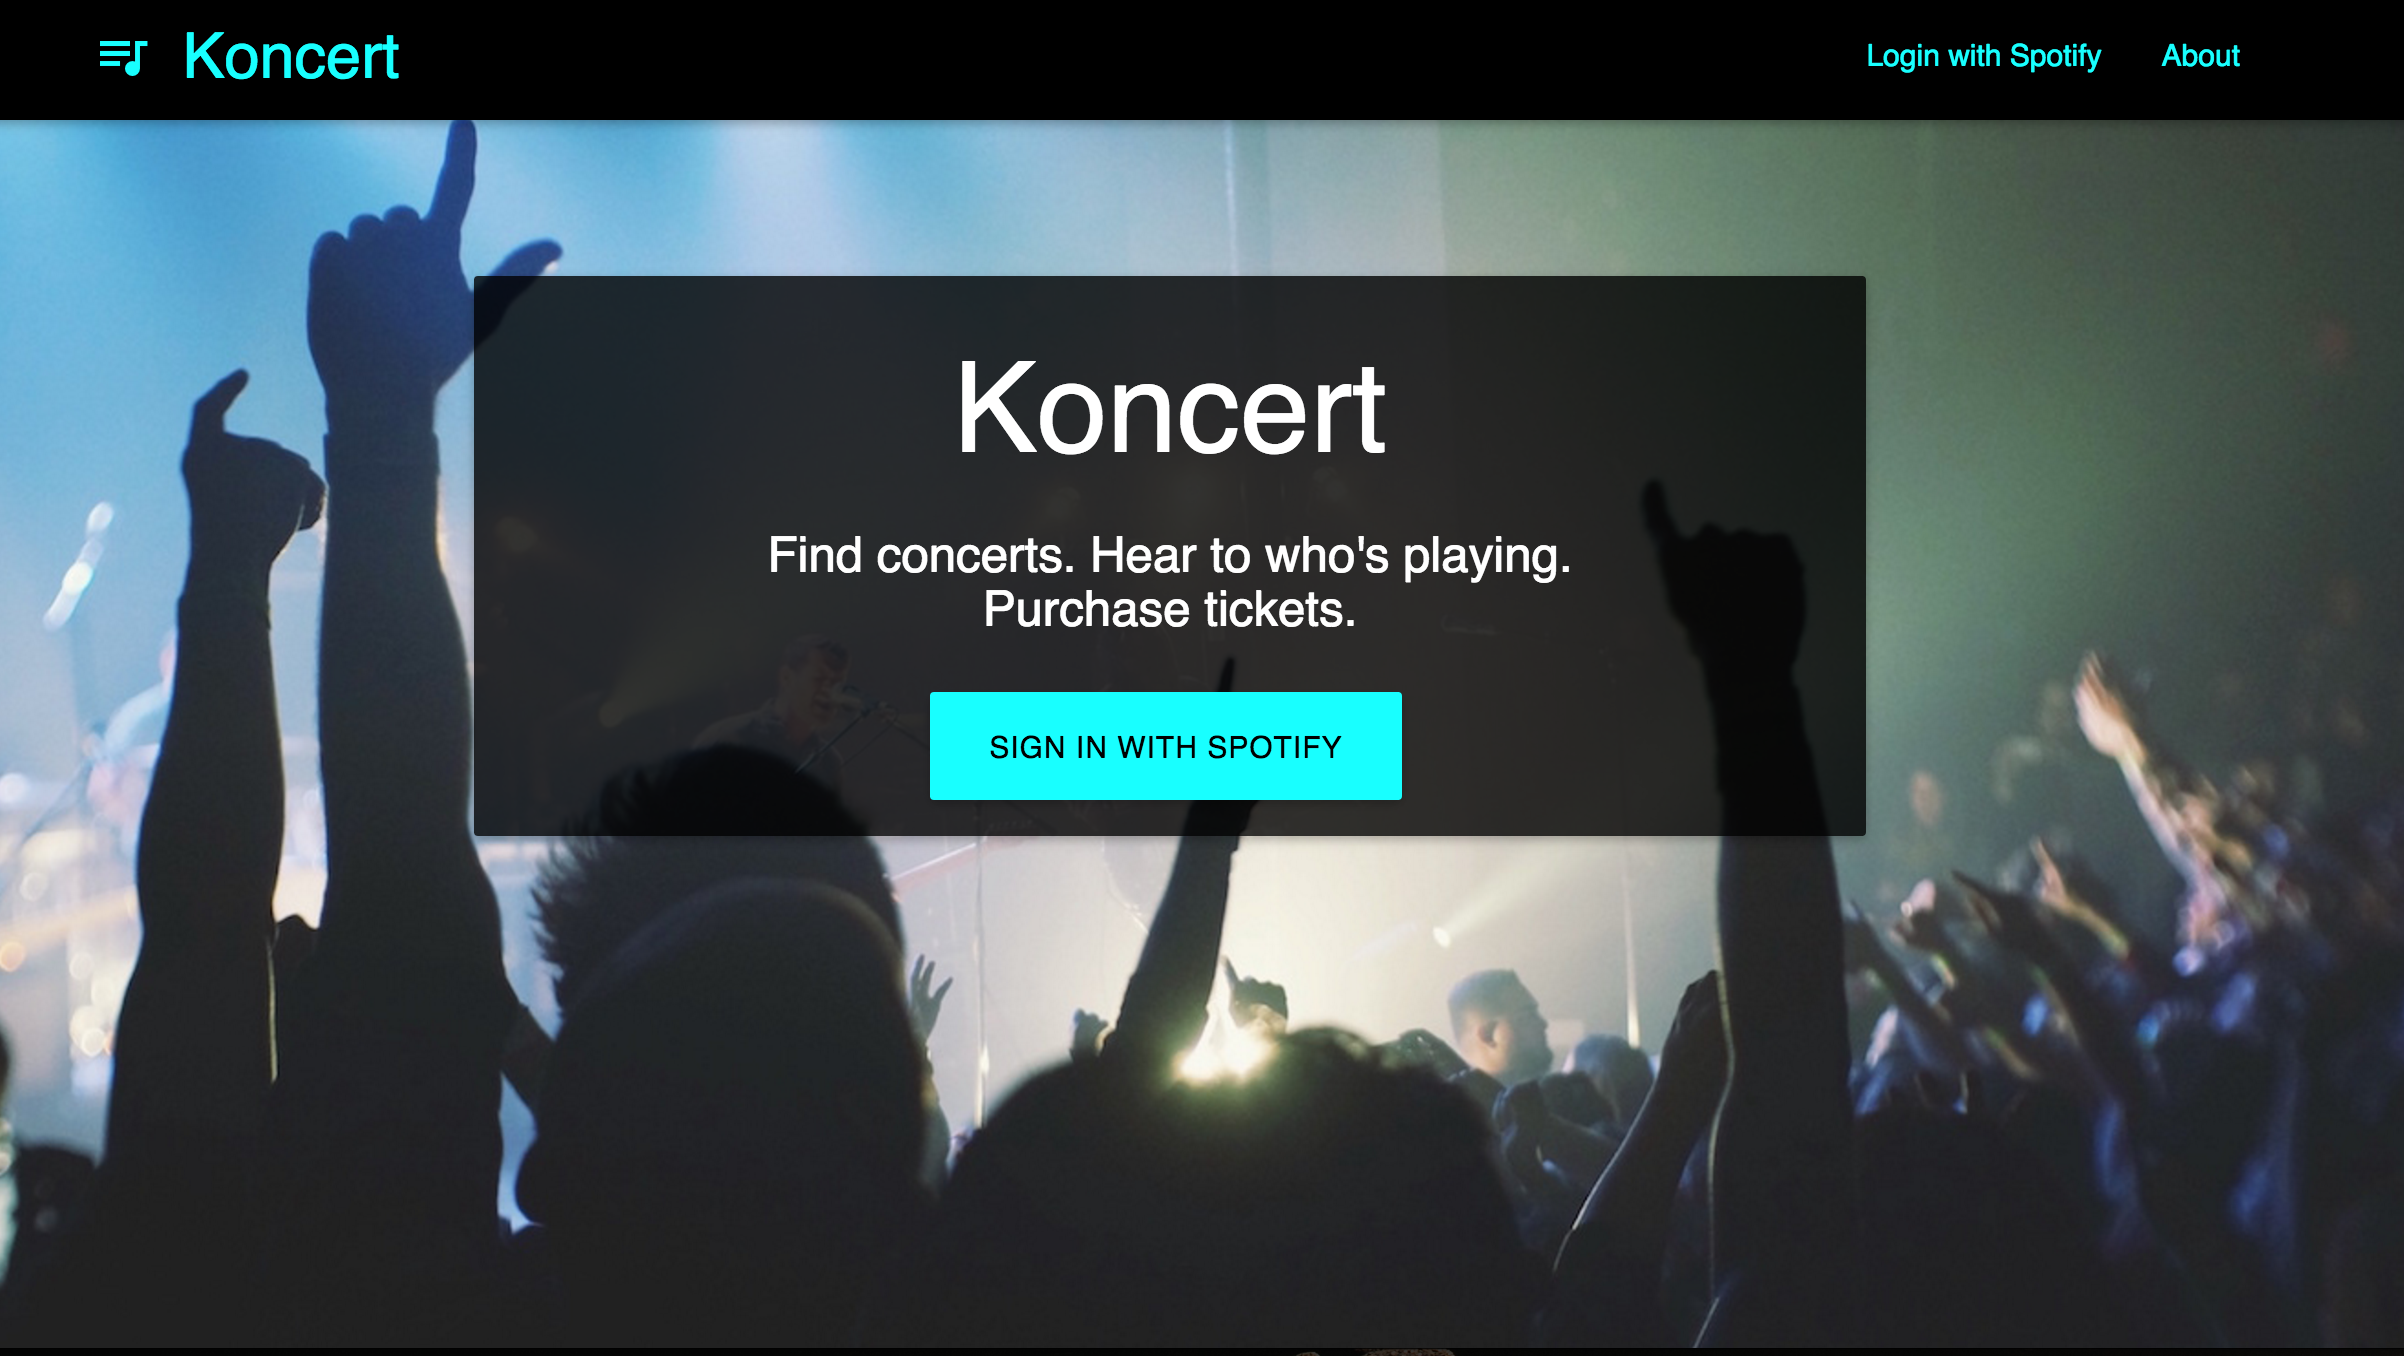 Koncert
Login with Spotify
About
Koncert
Find concerts. Hear to who's playing.
Purchase tickets.
SIGN IN WITH SPOTIFY